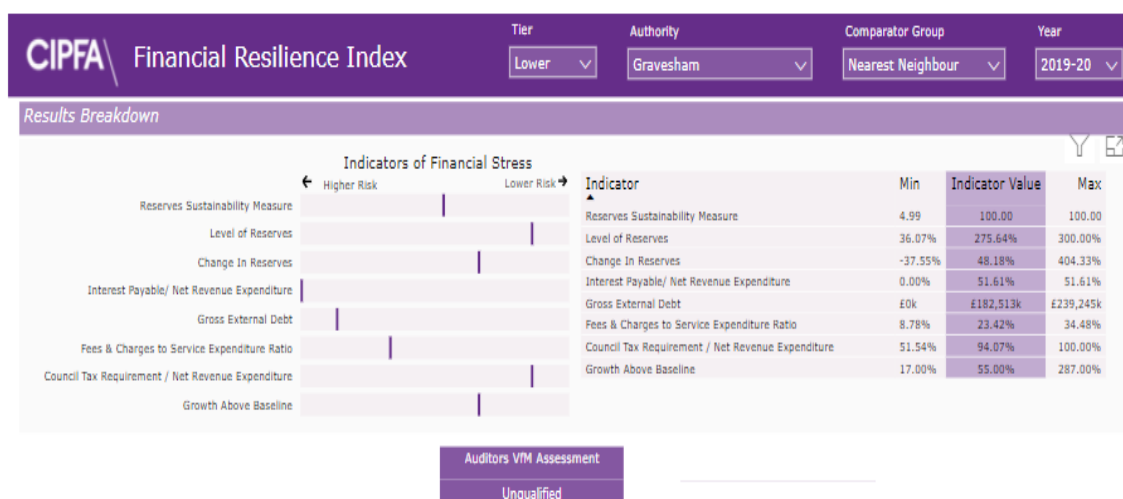 CIPFA\ Financial Resilience Index
Tier
Lower
Authority
Gravesham
Comparator Group
Nearest Neighbour
Year
2019-20
Results Breakdown
Indicators of Financial Stress
← Higher Risk Lower Risk →
Reserves Sustainability Measure
Level of Reserves
Change In Reserves
Interest Payable/ Net Revenue Expenditure
Gross External Debt
Fees & Charges to Service Expenditure Ratio
Council Tax Requirement / Net Revenue Expenditure
Growth Above Baseline
Indicator Min Indicator Value Max
Reserves Sustainability Measure 4.99 100.00 100.00
Level of Reserves 36.07% 275.64% 300.00%
Change In Reserves -37.55% 48.18% 404.33%
Interest Payable/ Net Revenue Expenditure 0.00% 51.61% 51.61%
Gross External Debt £0k £182,513k £239,245k
Fees & Charges to Service Expenditure Ratio 8.78% 23.42% 34.48%
Council Tax Requirement / Net Revenue Expenditure 51.54% 94.07% 100.00%
Growth Above Baseline 17.00% 55.00% 287.00%
Auditors VfM Assessment
Unqualified